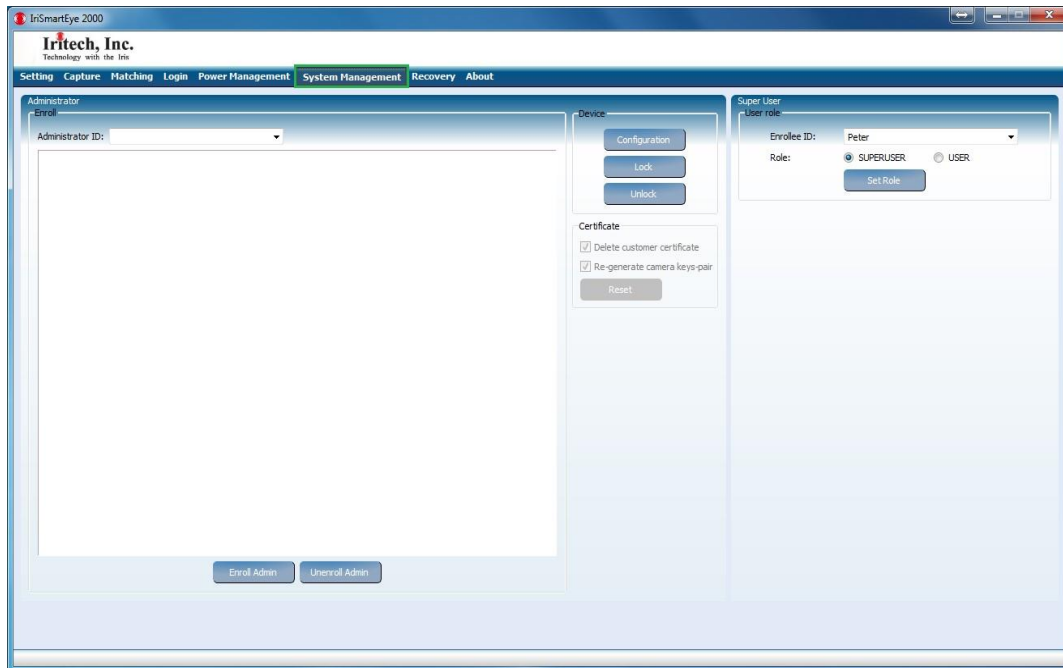 IriSmartEye 2000
Iritech, Inc.
Technology with the Iris
Setting Capture Matching Login Power Management System Management Recovery About
Administrator
Enroll
Administrator ID:
Enroll Admin Unenroll Admin
Device
Configuration
Lock
Unlock
Certificate
Delete customer certificate
Re-generate camera keys-pair
Reset
Super User
User role
Enrollee ID: Peter
Role: SUPERUSER USER
Set Role